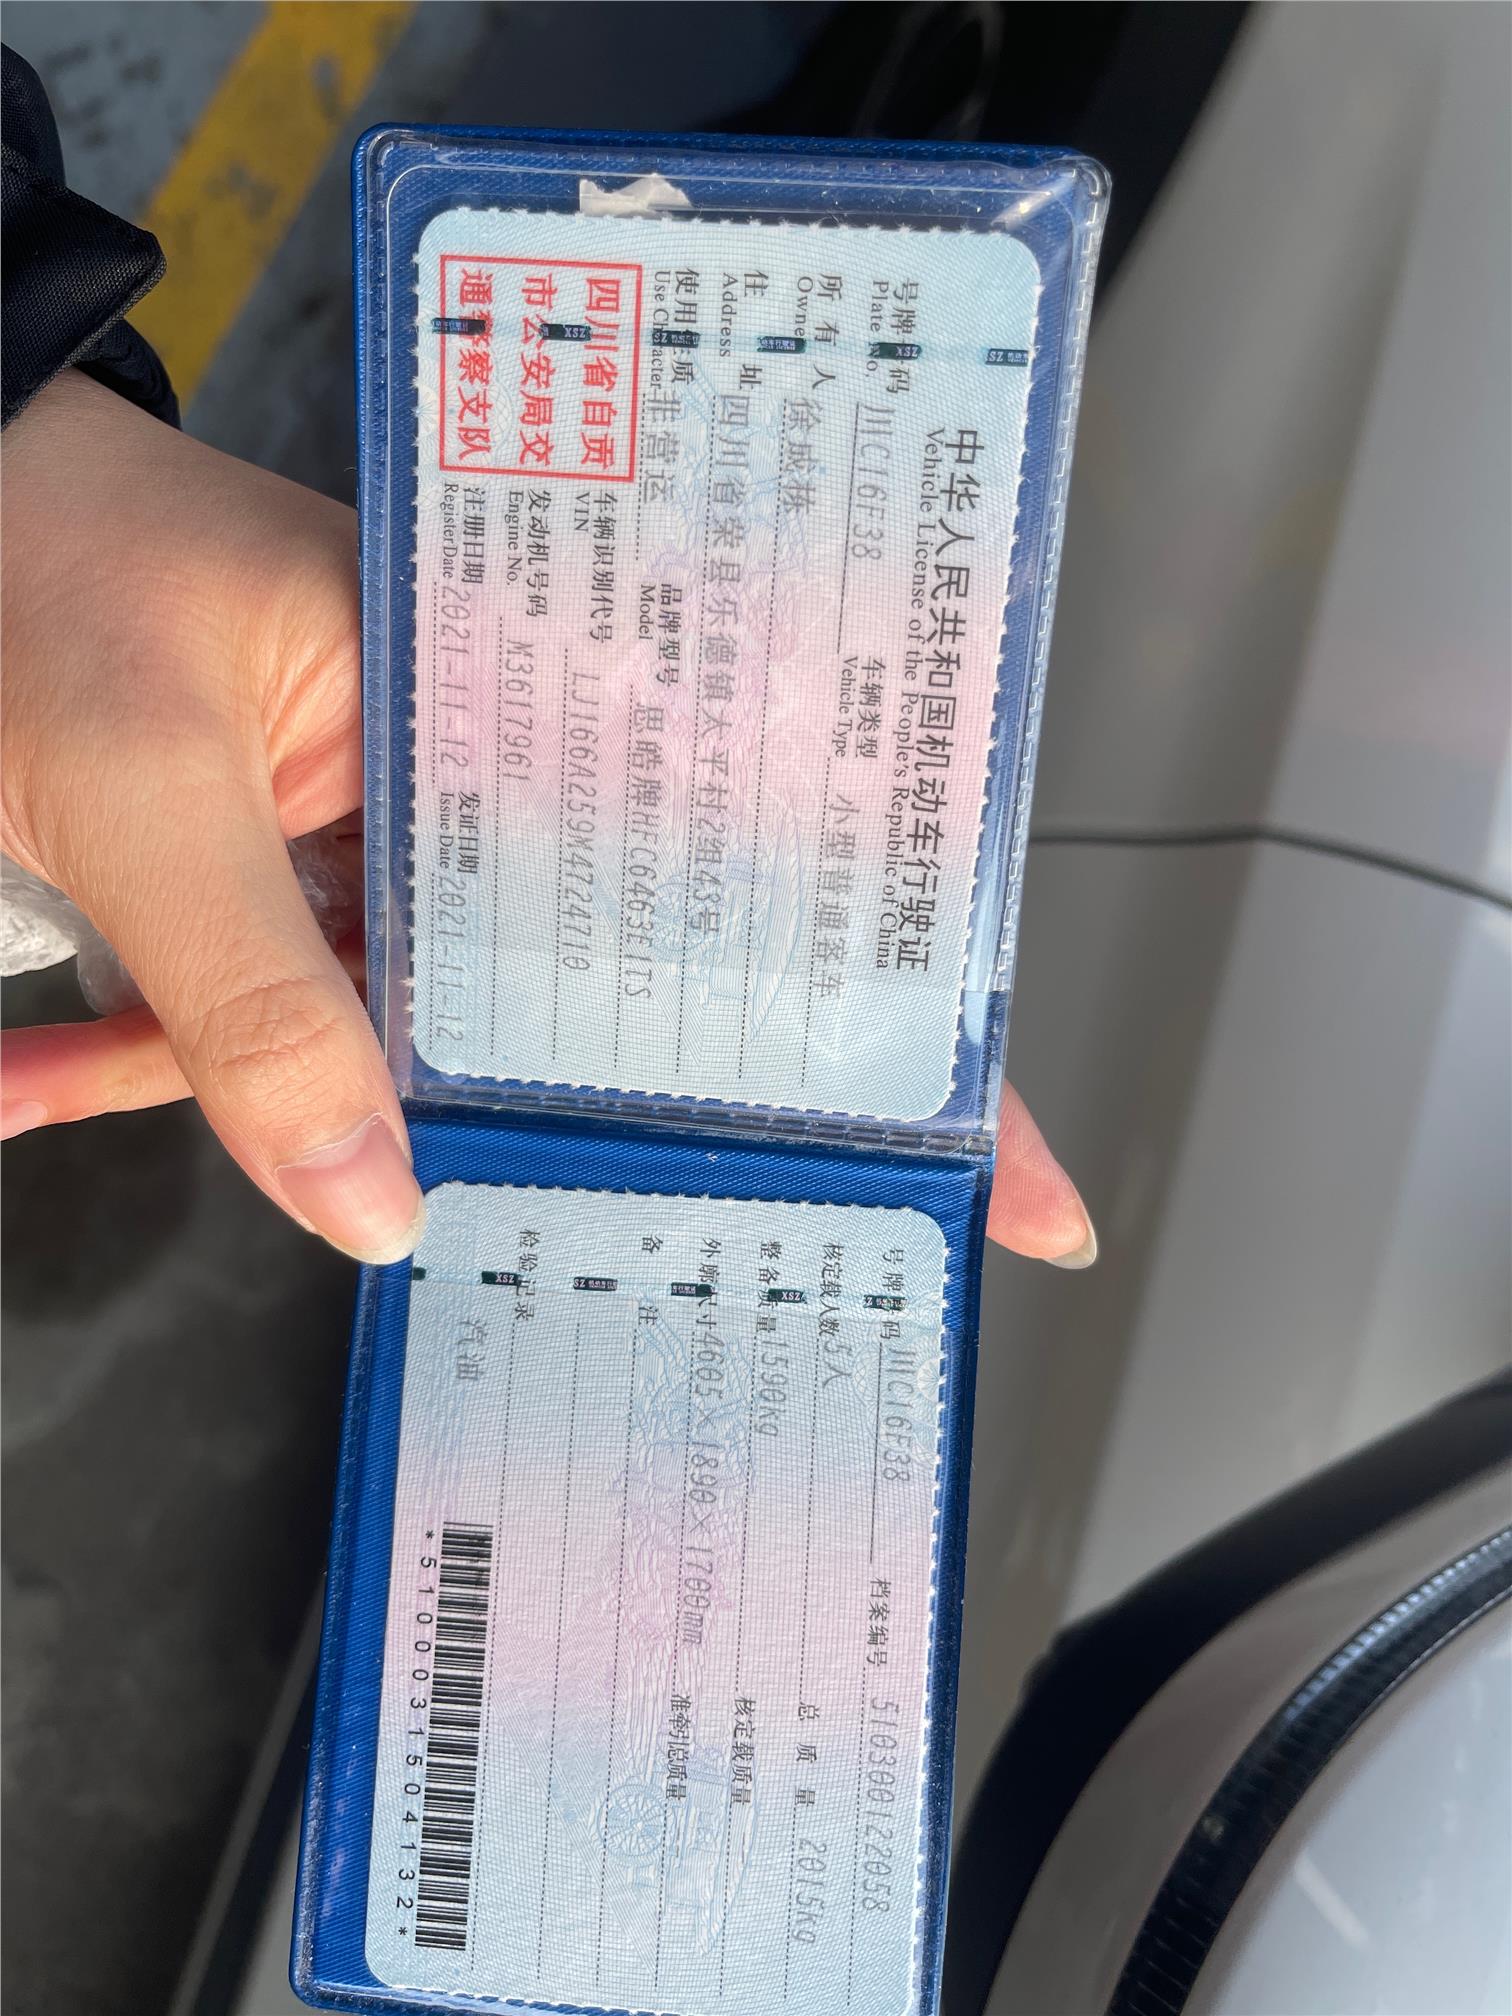 中华人民共和国机动车行驶证
Vehicle License of the People's Republic of China
号牌号码 川C16F38 车辆类型 小型普通客车
Plate No. Vehicle Type
所有人 徐成栋
Owner
住址 四川省荣县乐德镇太平村2组43号
Address
使用性质 非营运 品牌型号 思皓牌HFC6463E1TS
Use Character Model
四川省自贡
市公安局交
通警察支队
车辆识别代号 LJ166A259M4724710
VIN
发动机号码 M3617961
Engine No.
注册日期 2021-11-12 发证日期 2021-11-12
Register Date Issue Date
号牌号码 川C16F38 档案编号 510300122058
核定载人数 5人 总质量 2015kg
整备质量 1590kg 核定载质量
外廓尺寸 4605×1890×1700mm 准牵引总质量
备注
检验记录
汽油
*5100031504132*